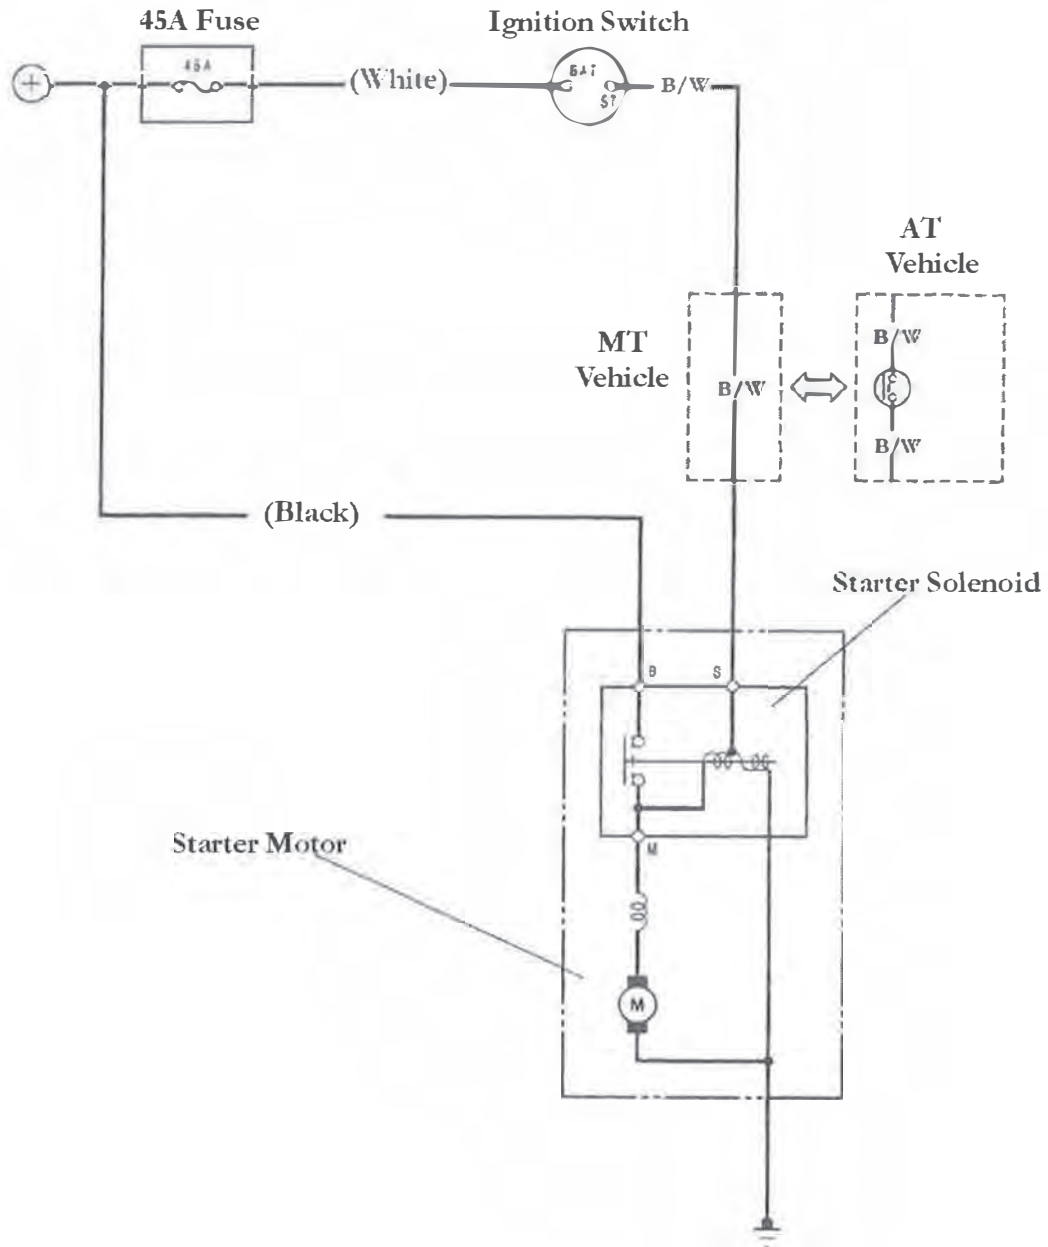 45A Fuse
Ignition Switch
45A
(White)
BAT
ST
B/W
AT
Vehicle
B/W
MT
Vehicle
B/W
B/W
(Black)
Starter Solenoid
B
S
Starter Motor
M
M